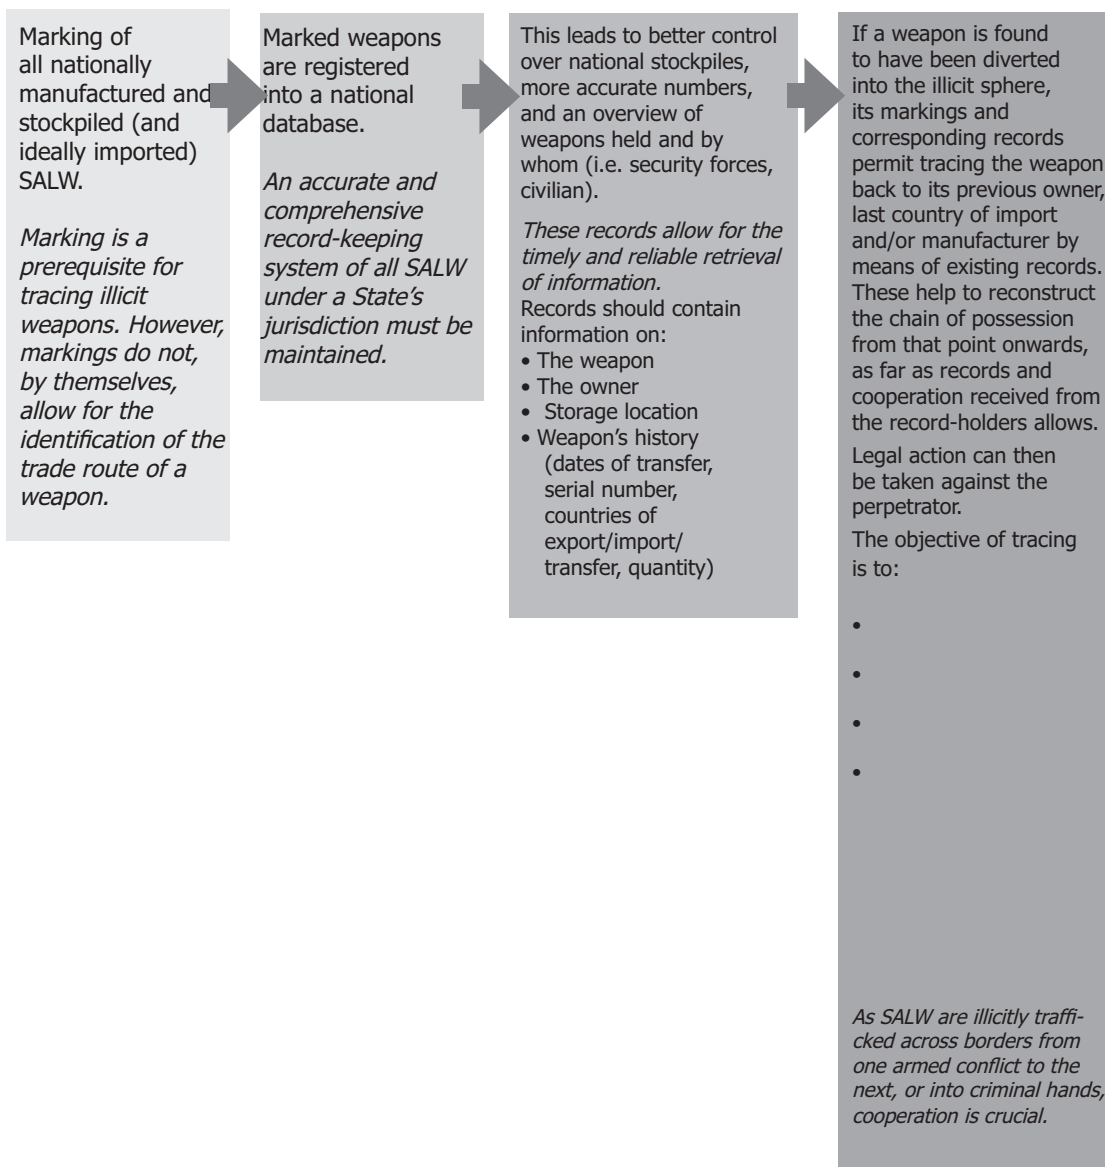 Marking of
all nationally
manufactured and
stockpiled (and
ideally imported)
SALW.
Marking is a
prerequisite for
tracing illicit
weapons. However,
markings do not,
by themselves,
allow for the
identification of the
trade route of a
weapon.
Marked weapons
are registered
into a national
database.
An accurate and
comprehensive
record-keeping
system of all SALW
under a State's
jurisdiction must be
maintained.
This leads to better control
over national stockpiles,
more accurate numbers,
and an overview of
weapons held and by
whom (i.e. security forces,
civilian).
These records allow for the
timely and reliable retrieval
of information.
Records should contain
information on:
• The weapon
• The owner
• Storage location
• Weapon's history
(dates of transfer,
serial number,
countries of
export/import/
transfer, quantity)
If a weapon is found
to have been diverted
into the illicit sphere,
its markings and
corresponding records
permit tracing the weapon
back to its previous owner,
last country of import
and/or manufacturer by
means of existing records.
These help to reconstruct
the chain of possession
from that point onwards,
as far as records and
cooperation received from
the record-holders allows.
Legal action can then
be taken against the
perpetrator.
The objective of tracing
is to:
•
•
•
•
As SALW are illicitly traffi-
cked across borders from
one armed conflict to the
next, or into criminal hands,
cooperation is crucial.